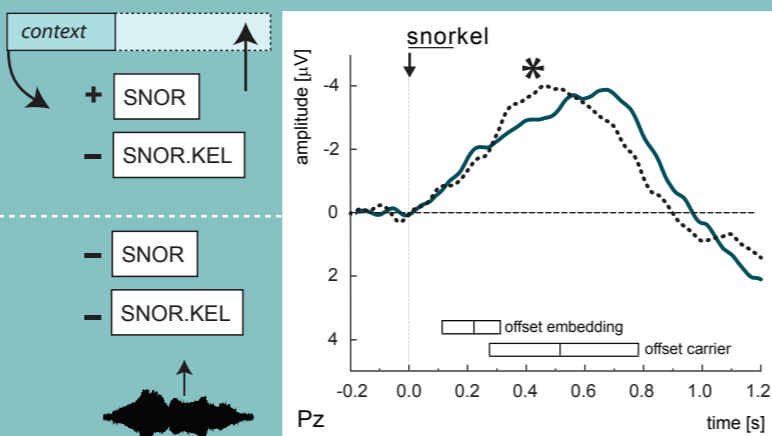 context
+ SNOR
- SNOR.KEL
- SNOR
- SNOR.KEL
snorkel
*
amplitude [µV]
-4
-2
0
2
4
offset embedding
offset carrier
-0.2 0.0 0.2 0.4 0.6 0.8 1.0 1.2
Pz
time [s]